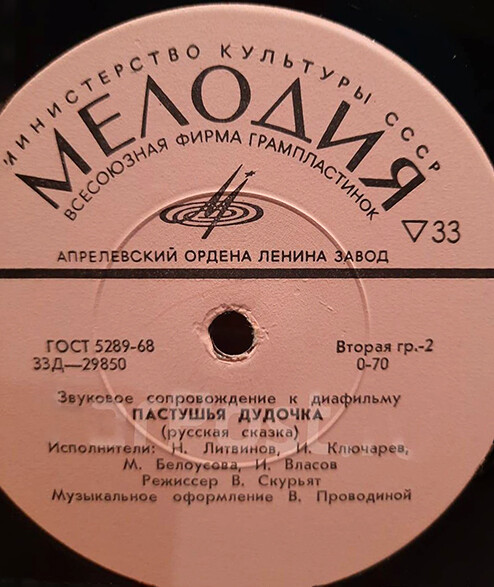 МИНИСТЕРСТВО КУЛЬТУРЫ СССР
МЕЛОДИЯ
ВСЕСОЮЗНАЯ ФИРМА ГРАМПЛАСТИНОК
▽33
АПРЕЛЕВСКИЙ ОРДЕНА ЛЕНИНА ЗАВОД
ГОСТ 5289-68
Вторая гр.-2
33Д—29850
0-70
Звуковое сопровождение к диафильму
ПАСТУШЬЯ ДУДОЧКА
(русская сказка)
Исполнители: Н. Литвинов, И. Ключарев,
М. Белоусова, И. Власов
Режиссер В. Скурьят
Музыкальное оформление В. Проводиной